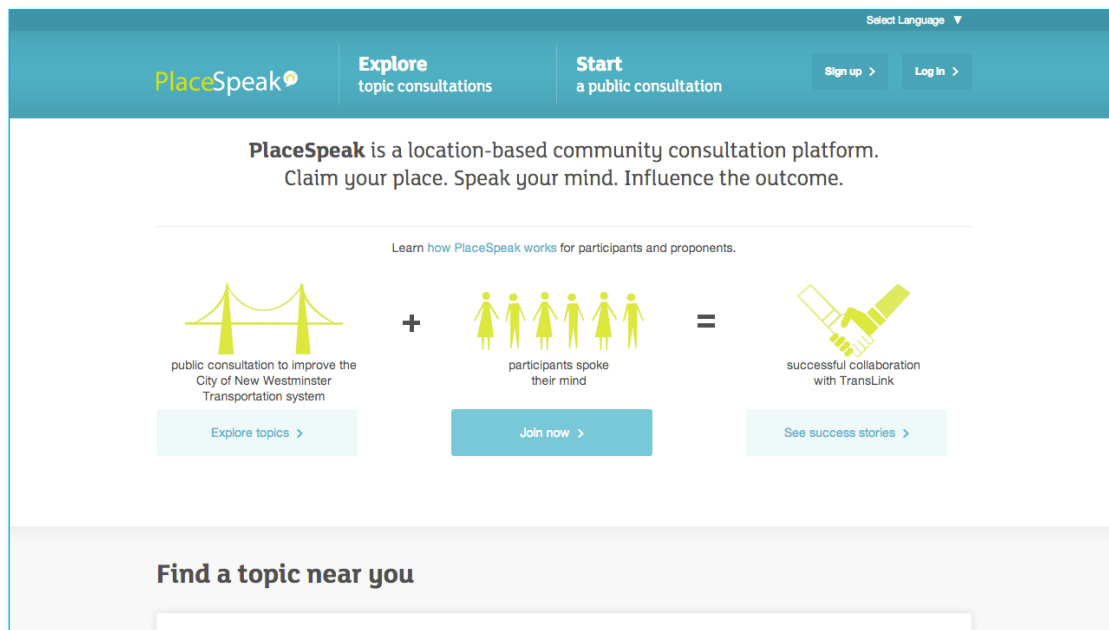 Select Language ▼
PlaceSpeak
Explore
topic consultations
Start
a public consultation
Sign up >
Log In >
PlaceSpeak is a location-based community consultation platform.
Claim your place. Speak your mind. Influence the outcome.
Learn how PlaceSpeak works for participants and proponents.
+
=
public consultation to improve the
City of New Westminster
Transportation system
participants spoke
their mind
successful collaboration
with TransLink
Explore topics >
Join now >
See success stories >
Find a topic near you